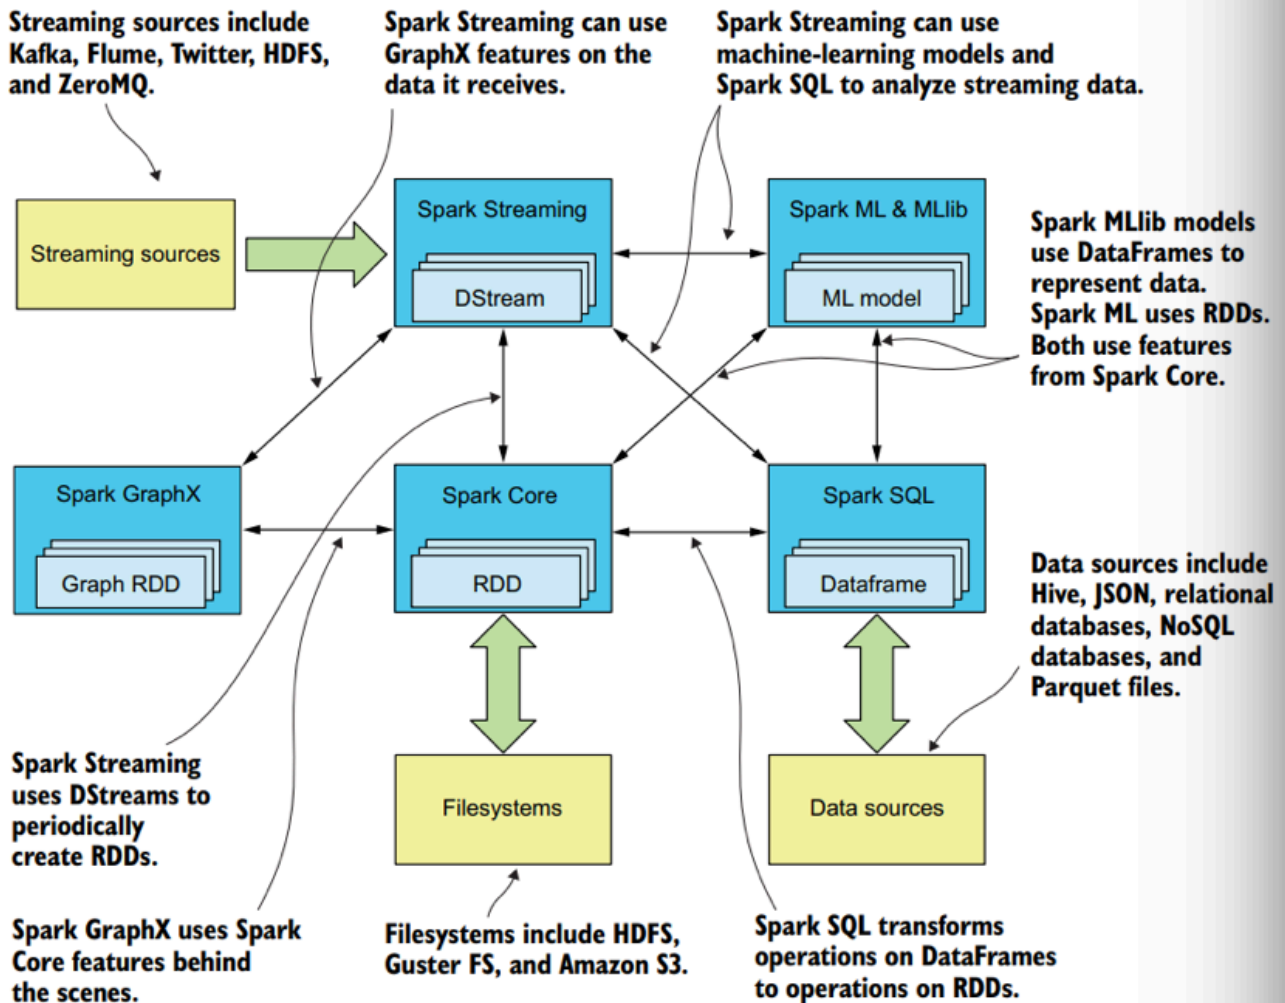 Streaming sources include
Kafka, Flume, Twitter, HDFS,
and ZeroMQ.
Spark Streaming can use
GraphX features on the
data it receives.
Spark Streaming can use
machine-learning models and
Spark SQL to analyze streaming data.
Streaming sources
Spark Streaming
DStream
Spark ML & MLlib
ML model
Spark MLlib models
use DataFrames to
represent data.
Spark ML uses RDDs.
Both use features
from Spark Core.
Spark GraphX
Graph RDD
Spark Core
RDD
Spark SQL
Dataframe
Data sources include
Hive, JSON, relational
databases, NoSQL
databases, and
Parquet files.
Spark Streaming
uses DStreams to
periodically
create RDDs.
Filesystems
Data sources
Spark GraphX uses Spark
Core features behind
the scenes.
Filesystems include HDFS,
Guster FS, and Amazon S3.
Spark SQL transforms
operations on DataFrames
to operations on RDDs.